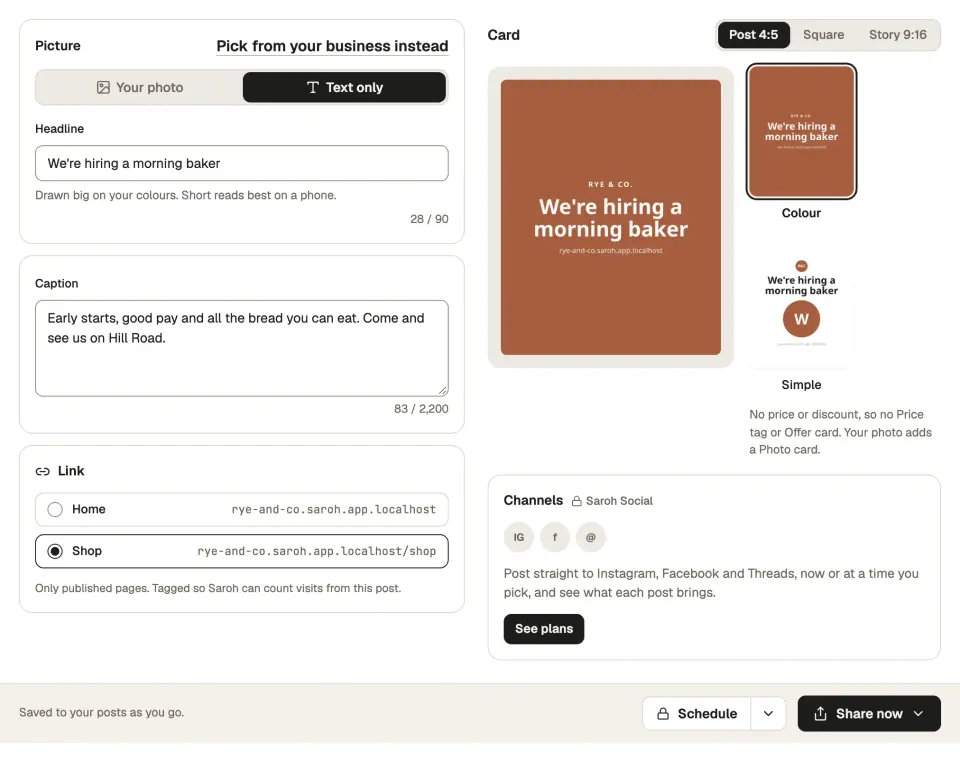 Picture
Pick from your business instead
Your photo
Text only
Headline
We're hiring a morning baker
Drawn big on your colours. Short reads best on a phone.
28 / 90
Caption
Early starts, good pay and all the bread you can eat. Come and
see us on Hill Road.
83 / 2,200
Link
Home
rye-and-co.saroh.app.localhost
Shop
rye-and-co.saroh.app.localhost/shop
Only published pages. Tagged so Saroh can count visits from this post.
Card
Post 4:5
Square
Story 9:16
RYE & CO.
We're hiring a
morning baker
rye-and-co.saroh.app.localhost
RYE & CO.
We're hiring a
morning baker
Colour
We're hiring a
morning baker
W
Simple
No price or discount, so no Price
tag or Offer card. Your photo adds
a Photo card.
Channels
Saroh Social
IG
f
@
Post straight to Instagram, Facebook and Threads, now or at a time you
pick, and see what each post brings.
See plans
Saved to your posts as you go.
Schedule
Share now